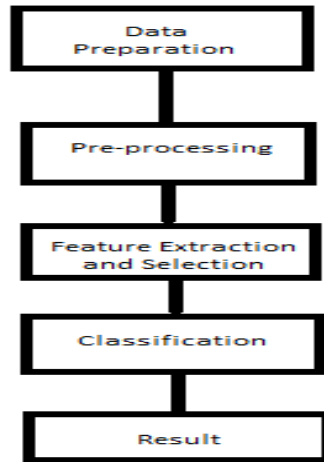 Data
Preparation
Pre-processing
Feature Extraction
and Selection
Classification
Result